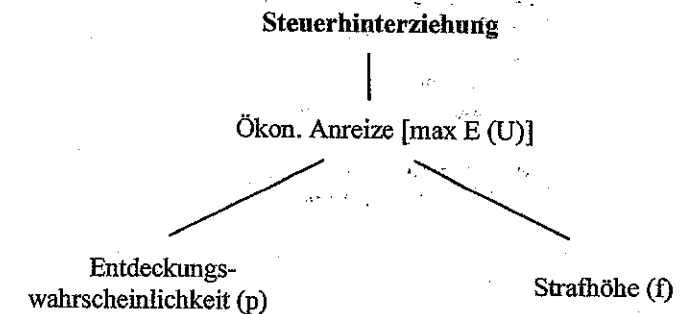 Steuerhinterziehung
Ökon. Anreize [max E (U)]
Entdeckungs-
wahrscheinlichkeit (p)
Strafhöhe (f)